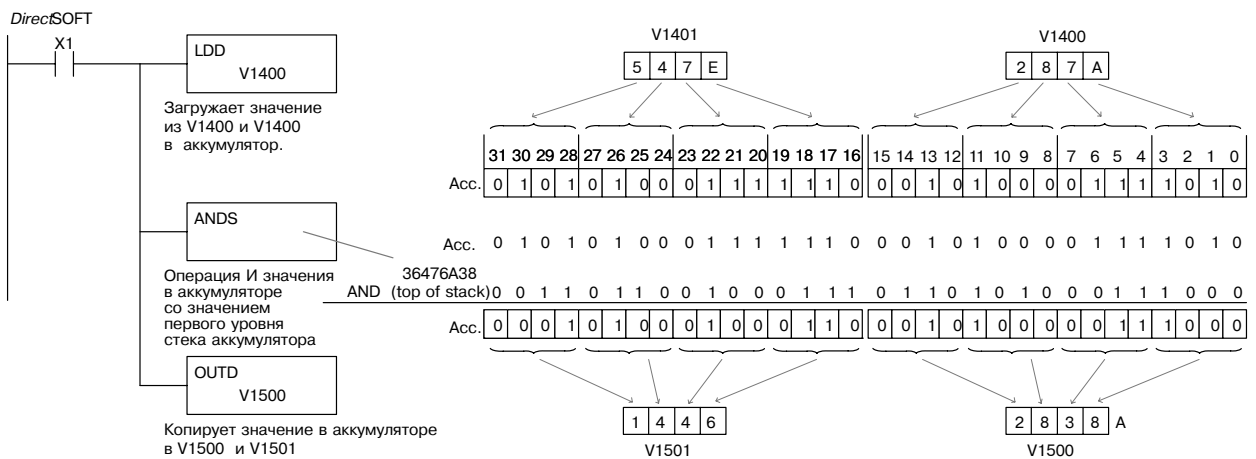 DirectSOFT
X1
LDD
V1400
Загружает значение
из V1400 и V1400
в аккумулятор.
ANDS
Операция И значения
в аккумуляторе
со значением
первого уровня
стека аккумулятора
OUTD
V1500
Копирует значение в аккумуляторе
в V1500 и V1501
V1401 V1400
5 4 7 E 2 8 7 A
31 30 29 28 27 26 25 24 23 22 21 20 19 18 17 16 15 14 13 12 11 10 9 8 7 6 5 4 3 2 1 0
Acc. 0 1 0 1 0 1 0 0 0 1 1 1 1 1 1 0 0 0 1 0 1 0 0 0 0 1 1 1 1 0 1 0
Acc. 0 1 0 1 0 1 0 0 0 1 1 1 1 1 1 0 0 0 1 0 1 0 0 0 0 1 1 1 1 0 1 0
36476A38
AND (top of stack) 0 0 1 1 0 1 1 0 0 1 0 0 0 1 1 1 0 1 1 0 1 0 1 0 0 0 1 1 1 0 0 0
Acc. 0 0 0 1 0 1 0 0 0 1 0 0 0 1 1 0 0 0 1 0 1 0 0 0 0 0 1 1 1 0 0 0
1 4 4 6 2 8 3 8 A
V1501 V1500